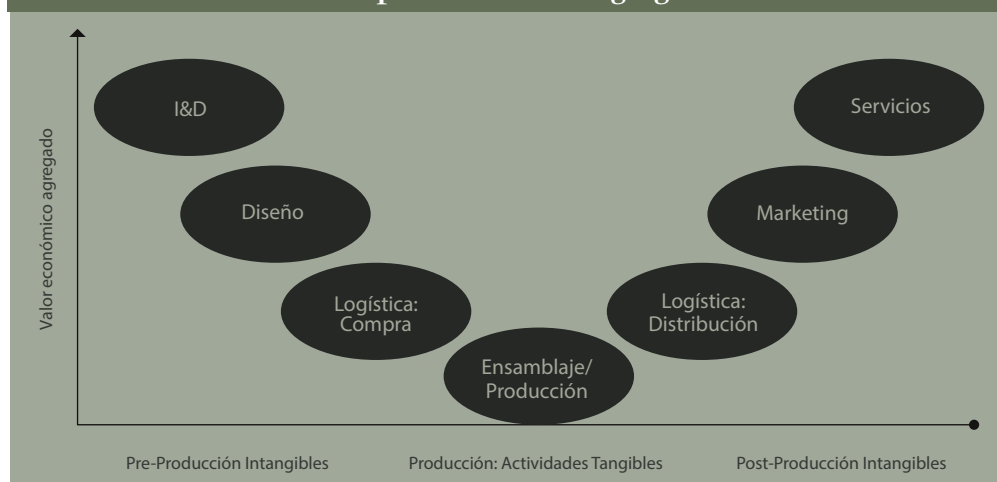 I&D
Servicios
Diseño
Marketing
Logística:
Compra
Logística:
Distribución
Ensamblaje/
Producción
Valor económico agregado
Pre-Producción Intangibles
Producción: Actividades Tangibles
Post-Producción Intangibles